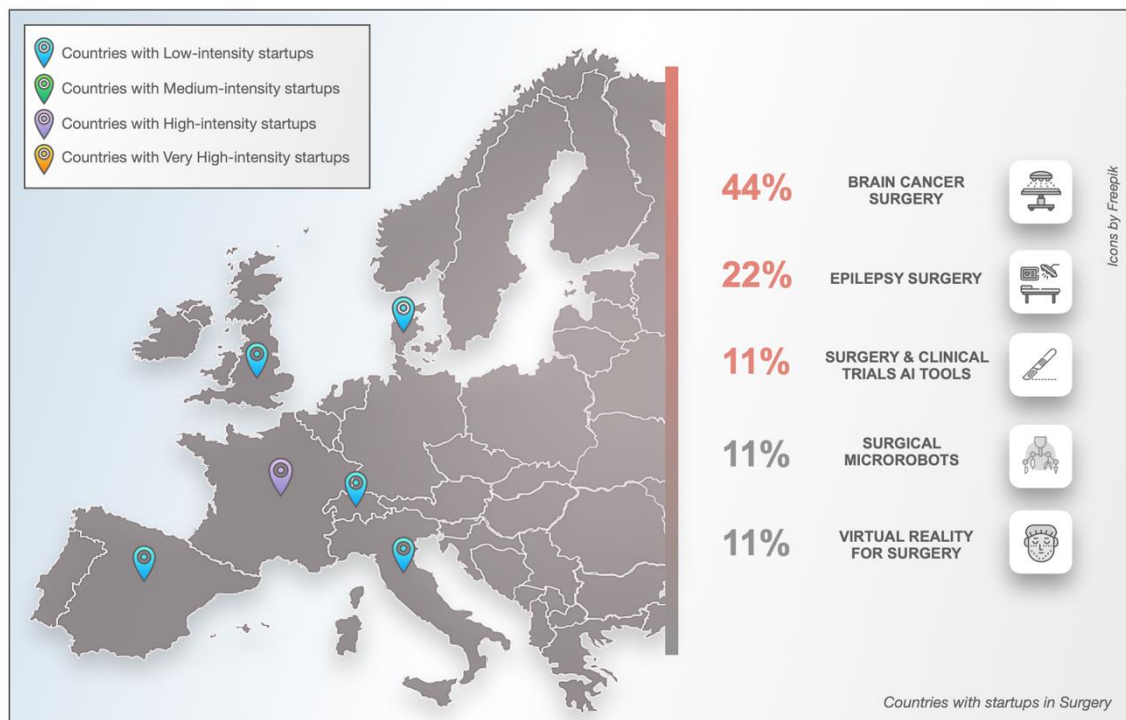 Countries with Low-intensity startups
Countries with Medium-intensity startups
Countries with High-intensity startups
Countries with Very High-intensity startups
44%
BRAIN CANCER
SURGERY
22%
EPILEPSY SURGERY
11%
SURGERY & CLINICAL
TRIALS AI TOOLS
11%
SURGICAL
MICROROBOTS
11%
VIRTUAL REALITY
FOR SURGERY
Icons by Freepik
Countries with startups in Surgery